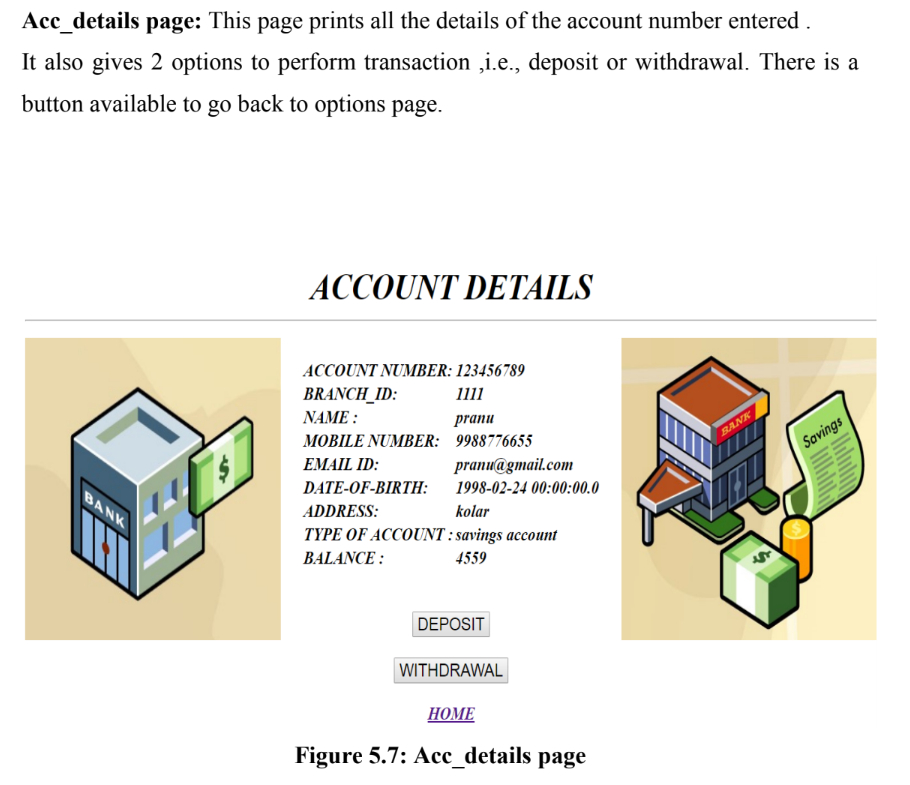 Acc_details page: This page prints all the details of the account number entered .
It also gives 2 options to perform transaction ,i.e., deposit or withdrawal. There is a
button available to go back to options page.
ACCOUNT DETAILS
BANK
$
ACCOUNT NUMBER: 123456789
BRANCH_ID: 1111
NAME : pranu
MOBILE NUMBER: 9988776655
EMAIL ID: pranu@gmail.com
DATE-OF-BIRTH: 1998-02-24 00:00:00.0
ADDRESS: kolar
TYPE OF ACCOUNT : savings account
BALANCE : 4559
BANK
Savings
$
$
DEPOSIT
WITHDRAWAL
HOME
Figure 5.7: Acc_details page